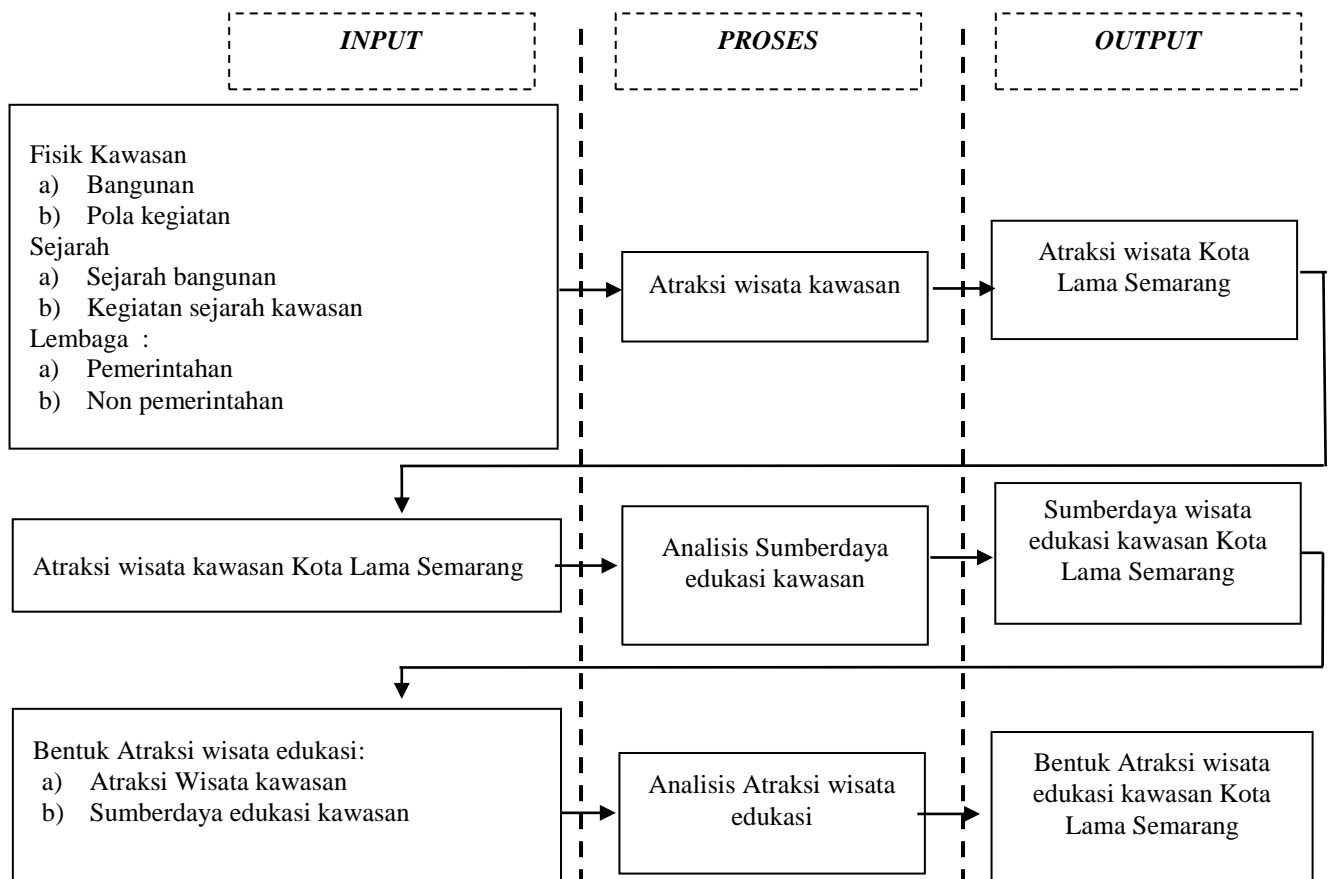 INPUT
PROSES
OUTPUT
Fisik Kawasan
a) Bangunan
b) Pola kegiatan
Sejarah
a) Sejarah bangunan
b) Kegiatan sejarah kawasan
Lembaga :
a) Pemerintahan
b) Non pemerintahan
Atraksi wisata kawasan
Atraksi wisata Kota
Lama Semarang
Atraksi wisata kawasan Kota Lama Semarang
Analisis Sumberdaya
edukasi kawasan
Sumberdaya wisata
edukasi kawasan Kota
Lama Semarang
Bentuk Atraksi wisata edukasi:
a) Atraksi Wisata kawasan
b) Sumberdaya edukasi kawasan
Analisis Atraksi wisata
edukasi
Bentuk Atraksi wisata
edukasi kawasan Kota
Lama Semarang